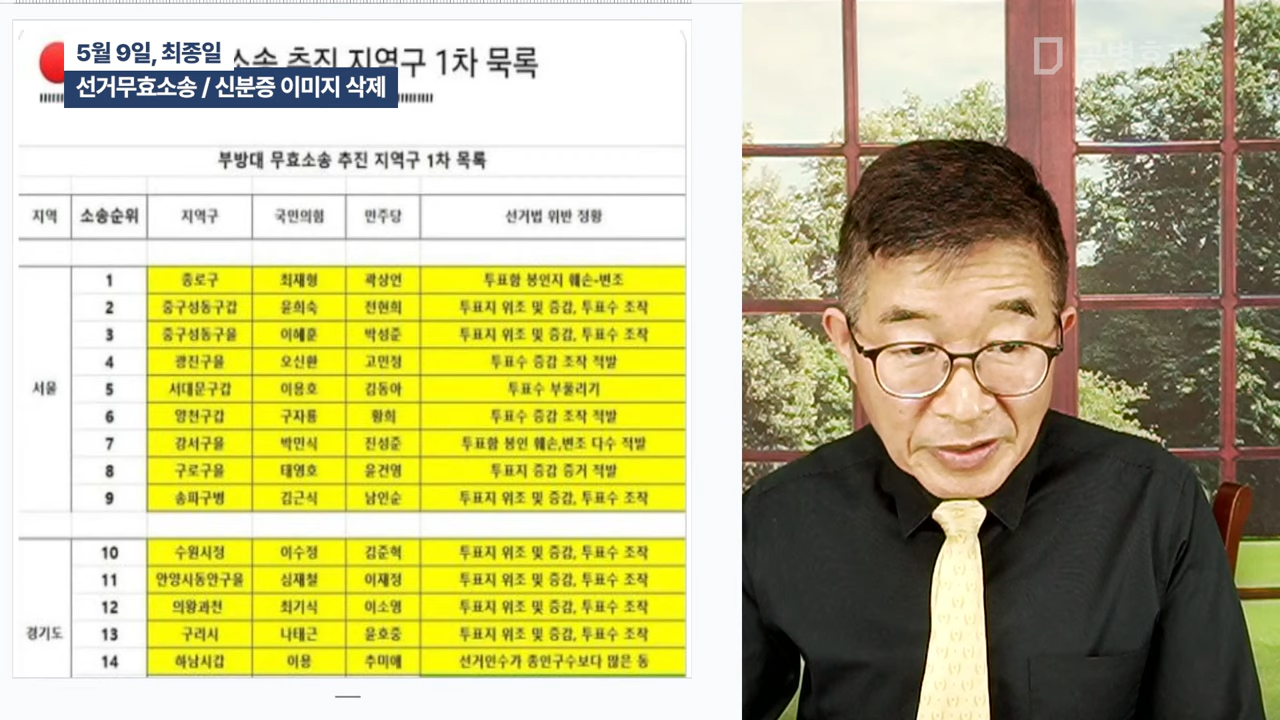 5월 9일, 최종일
소송 추진 지역구 1차 묵록
선거무효소송 / 신분증 이미지 삭제
공병호TV
부방대 무효소송 추진 지역구 1차 목록
지역 소송순위 지역구 국민의힘 민주당 선거법 위반 정황
서울
1 종로구 최재형 곽상언 투표함 봉인지 훼손-변조
2 중구성동구갑 윤희숙 전현희 투표지 위조 및 증감, 투표수 조작
3 중구성동구을 이혜훈 박성준 투표지 위조 및 증감, 투표수 조작
4 광진구을 오신환 고민정 투표수 증감 조작 적발
5 서대문구갑 이용호 김동아 투표수 부풀리기
6 양천구갑 구자룡 황희 투표수 증감 조작 적발
7 강서구을 박민식 진성준 투표함 봉인 훼손,변조 다수 적발
8 구로구을 태영호 윤건영 투표지 증감 증거 적발
9 송파구병 김근식 남인순 투표지 위조 및 증감, 투표수 조작
경기도
10 수원시정 이수정 김준혁 투표지 위조 및 증감, 투표수 조작
11 안양시동안구을 심재철 이재정 투표지 위조 및 증감, 투표수 조작
12 의왕과천 최기식 이소영 투표지 위조 및 증감, 투표수 조작
13 구리시 나태근 윤호중 투표지 위조 및 증감, 투표수 조작
14 하남시갑 이용 추미애 선거인수가 총인구수보다 많은 동